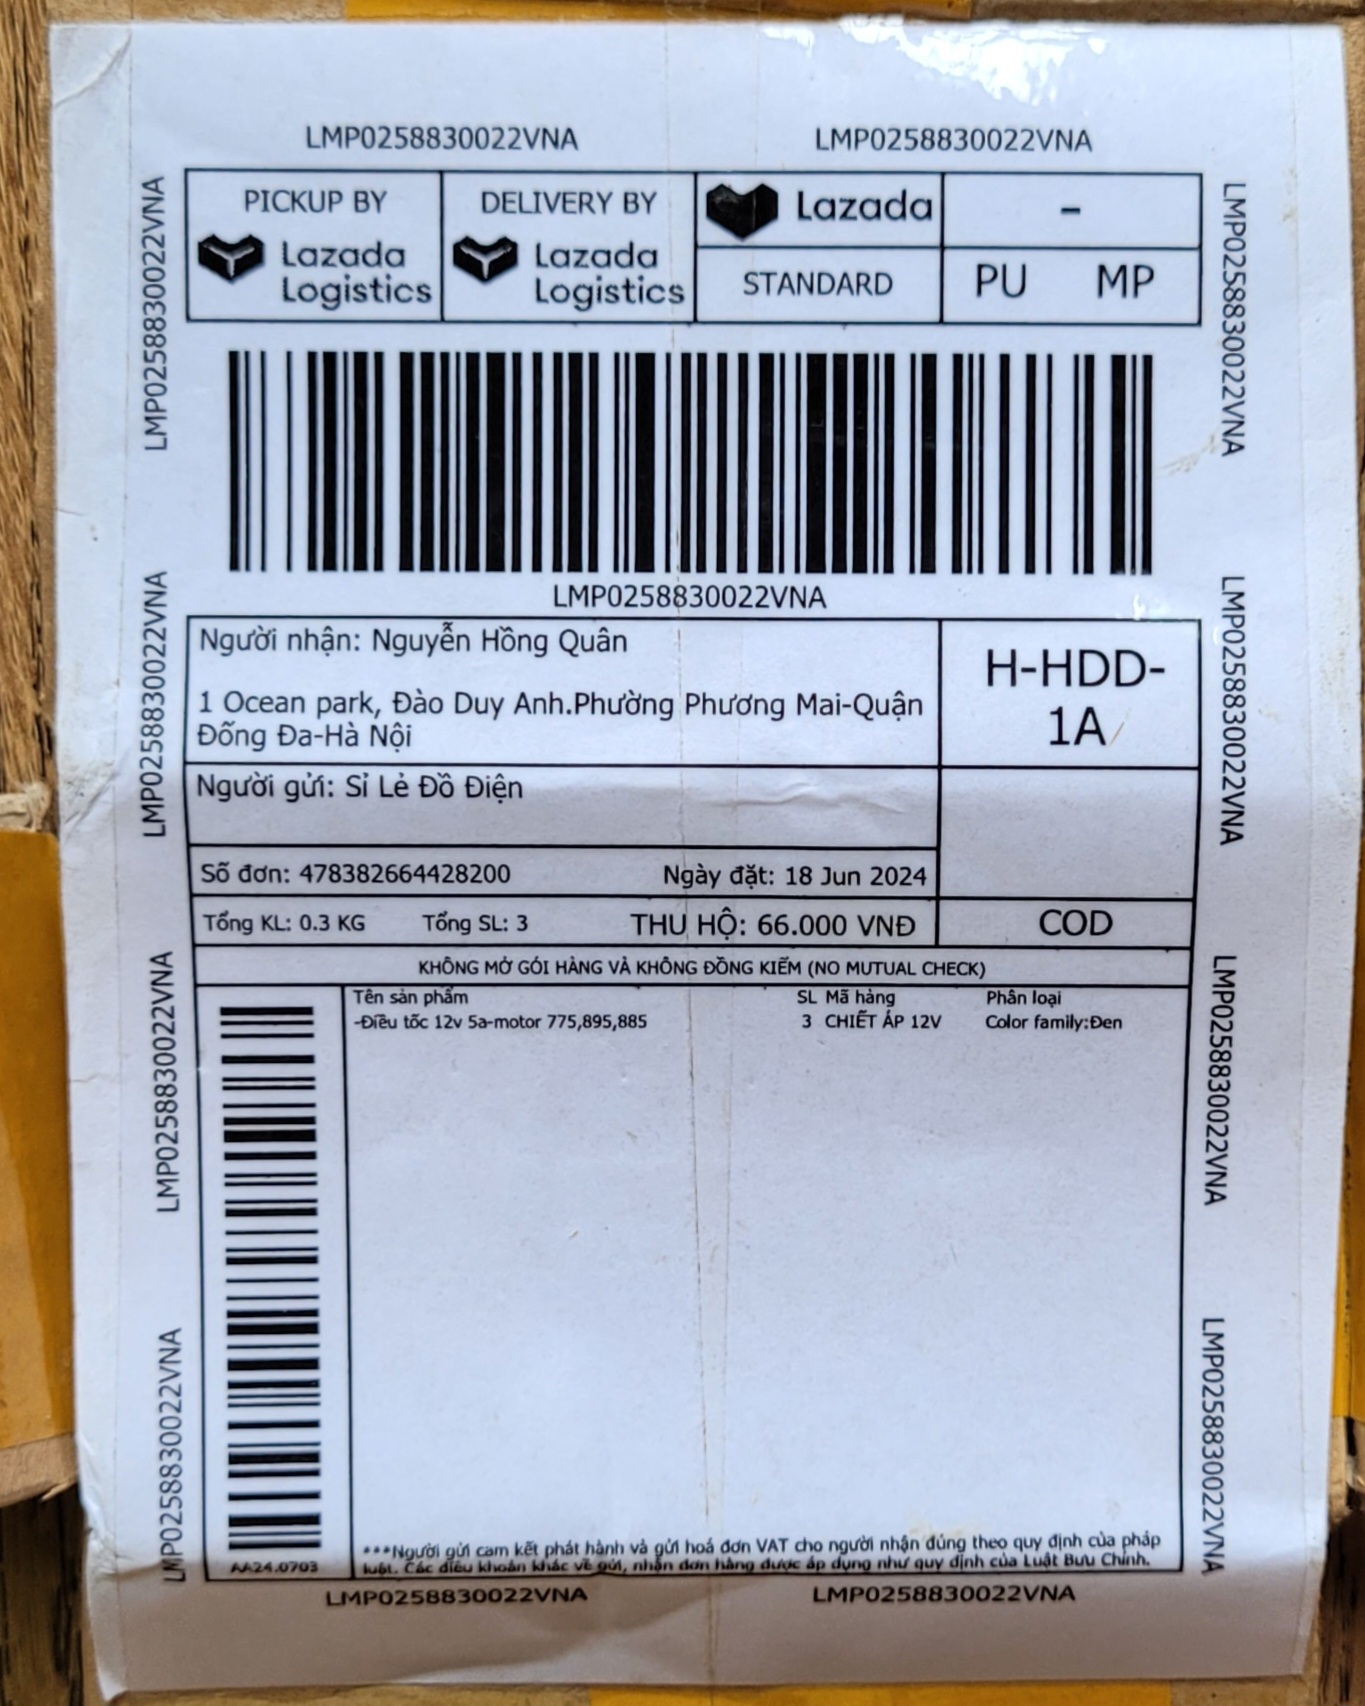 LMP0258830022VNA LMP0258830022VNA
PICKUP BY
Lazada
Logistics
DELIVERY BY
Lazada
Logistics
Lazada
STANDARD
-
PU MP
LMP0258830022VNA
LMP0258830022VNA
LMP0258830022VNA
LMP0258830022VNA
LMP0258830022VNA
LMP0258830022VNA
LMP0258830022VNA
LMP0258830022VNA
LMP0258830022VNA
Người nhận: Nguyễn Hồng Quân
1 Ocean park, Đào Duy Anh.Phường Phương Mai-Quận
Đống Đa-Hà Nội
H-HDD-
1A
Người gửi: Sỉ Lẻ Đồ Điện
Số đơn: 478382664428200 Ngày đặt: 18 Jun 2024
Tổng KL: 0.3 KG Tổng SL: 3 THU HỘ: 66.000 VNĐ COD
KHÔNG MỞ GÓI HÀNG VÀ KHÔNG ĐỒNG KIỂM (NO MUTUAL CHECK)
Tên sản phẩm SL Mã hàng Phân loại
-Điều tốc 12v 5a-motor 775,895,885 3 CHIẾT ÁP 12V Color family:Đen
***Người gửi cam kết phát hành và gửi hoá đơn VAT cho người nhận đúng theo quy định của pháp
luật. Các điều khoản khác về gửi, nhận đơn hàng được áp dụng như quy định của Luật Bưu Chính.
AA24.0703
LMP0258830022VNA LMP0258830022VNA